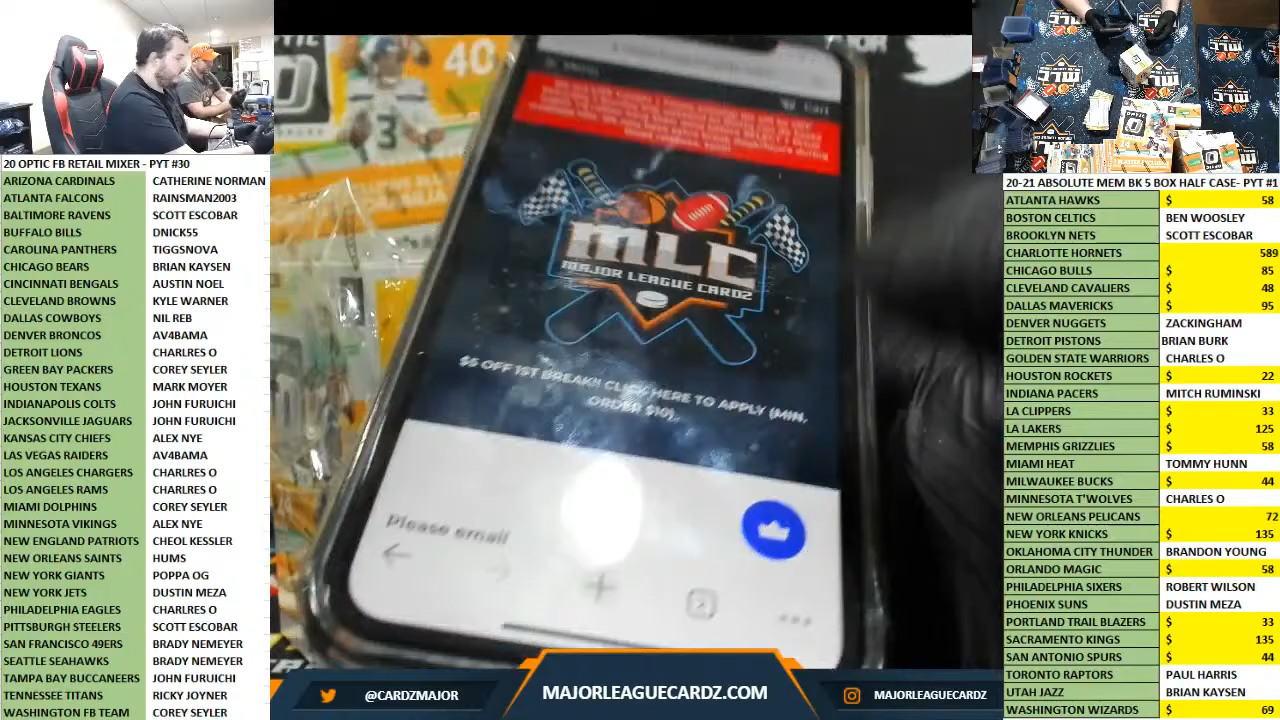 20 OPTIC FB RETAIL MIXER - PYT #30
ARIZONA CARDINALS CATHERINE NORMAN
ATLANTA FALCONS RAINSMAN2003
BALTIMORE RAVENS SCOTT ESCOBAR
BUFFALO BILLS DNICK55
CAROLINA PANTHERS TIGGSNOVA
CHICAGO BEARS BRIAN KAYSEN
CINCINNATI BENGALS AUSTIN NOEL
CLEVELAND BROWNS KYLE WARNER
DALLAS COWBOYS NIL REB
DENVER BRONCOS AV4BAMA
DETROIT LIONS CHARLRES O
GREEN BAY PACKERS COREY SEYLER
HOUSTON TEXANS MARK MOYER
INDIANAPOLIS COLTS JOHN FURUICHI
JACKSONVILLE JAGUARS JOHN FURUICHI
KANSAS CITY CHIEFS ALEX NYE
LAS VEGAS RAIDERS AV4BAMA
LOS ANGELES CHARGERS CHARLRES O
LOS ANGELES RAMS CHARLRES O
MIAMI DOLPHINS COREY SEYLER
MINNESOTA VIKINGS ALEX NYE
NEW ENGLAND PATRIOTS CHEOL KESSLER
NEW ORLEANS SAINTS HUMS
NEW YORK GIANTS POPPA OG
NEW YORK JETS DUSTIN MEZA
PHILADELPHIA EAGLES CHARLRES O
PITTSBURGH STEELERS SCOTT ESCOBAR
SAN FRANCISCO 49ERS BRADY NEMEYER
SEATTLE SEAHAWKS BRADY NEMEYER
TAMPA BAY BUCCANEERS JOHN FURUICHI
TENNESSEE TITANS RICKY JOYNER
WASHINGTON FB TEAM COREY SEYLER
40
3
Cart
MLC
MAJOR LEAGUE CARDZ
$5 OFF 1ST BREAK!! CLICK HERE TO APPLY (MIN.
ORDER $10).
Please email
@CARDZMAJOR
MAJORLEAGUECARDZ.COM
MAJORLEAGUECARDZ
20-21 ABSOLUTE MEM BK 5 BOX HALF CASE- PYT #1
ATLANTA HAWKS $ 58
BOSTON CELTICS BEN WOOSLEY
BROOKLYN NETS SCOTT ESCOBAR
CHARLOTTE HORNETS 589
CHICAGO BULLS $ 85
CLEVELAND CAVALIERS $ 48
DALLAS MAVERICKS $ 95
DENVER NUGGETS ZACKINGHAM
DETROIT PISTONS BRIAN BURK
GOLDEN STATE WARRIORS CHARLES O
HOUSTON ROCKETS $ 22
INDIANA PACERS MITCH RUMINSKI
LA CLIPPERS $ 33
LA LAKERS $ 125
MEMPHIS GRIZZLIES $ 58
MIAMI HEAT TOMMY HUNN
MILWAUKEE BUCKS $ 44
MINNESOTA T'WOLVES CHARLES O
NEW ORLEANS PELICANS 72
NEW YORK KNICKS $ 135
OKLAHOMA CITY THUNDER BRANDON YOUNG
ORLANDO MAGIC $ 58
PHILADELPHIA SIXERS ROBERT WILSON
PHOENIX SUNS DUSTIN MEZA
PORTLAND TRAIL BLAZERS $ 33
SACRAMENTO KINGS $ 135
SAN ANTONIO SPURS $ 44
TORONTO RAPTORS PAUL HARRIS
UTAH JAZZ BRIAN KAYSEN
WASHINGTON WIZARDS $ 69